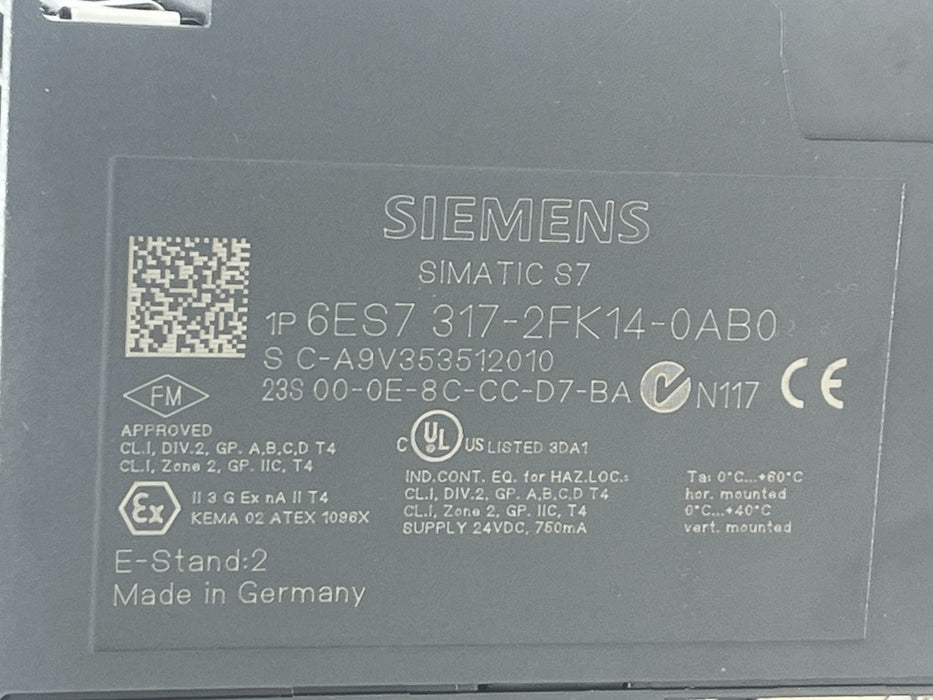 SIEMENS
SIMATIC S7
1P 6ES7 317-2FK14-0AB0
S C-A9V353512010
23S 00-0E-8C-CC-D7-BA N117 CE
FM
APPROVED
CL.I, DIV.2, GP. A,B,C,D T4
CL.I, Zone 2, GP. IIC, T4
C UL US LISTED 3DA1
IND.CONT. EQ. for HAZ.LOC.:
CL.I, DIV.2, GP. A,B,C,D T4
CL.I, Zone 2, GP. IIC, T4
SUPPLY 24VDC, 750mA
Ta: 0°C...+60°C
hor. mounted
0°C...+40°C
vert. mounted
Ex II 3 G Ex nA II T4
KEMA 02 ATEX 1096X
E-Stand:2
Made in Germany